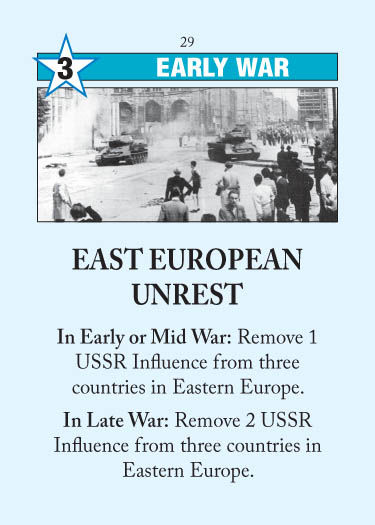 29
3
EARLY WAR
EAST EUROPEAN
UNREST
In Early or Mid War: Remove 1
USSR Influence from three
countries in Eastern Europe.
In Late War: Remove 2 USSR
Influence from three countries in
Eastern Europe.